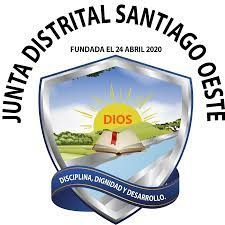 JUNTA DISTRITAL SANTIAGO OESTE
FUNDADA EL 24 ABRIL 2020
DIOS
DISCIPLINA, DIGNIDAD Y DESARROLLO.